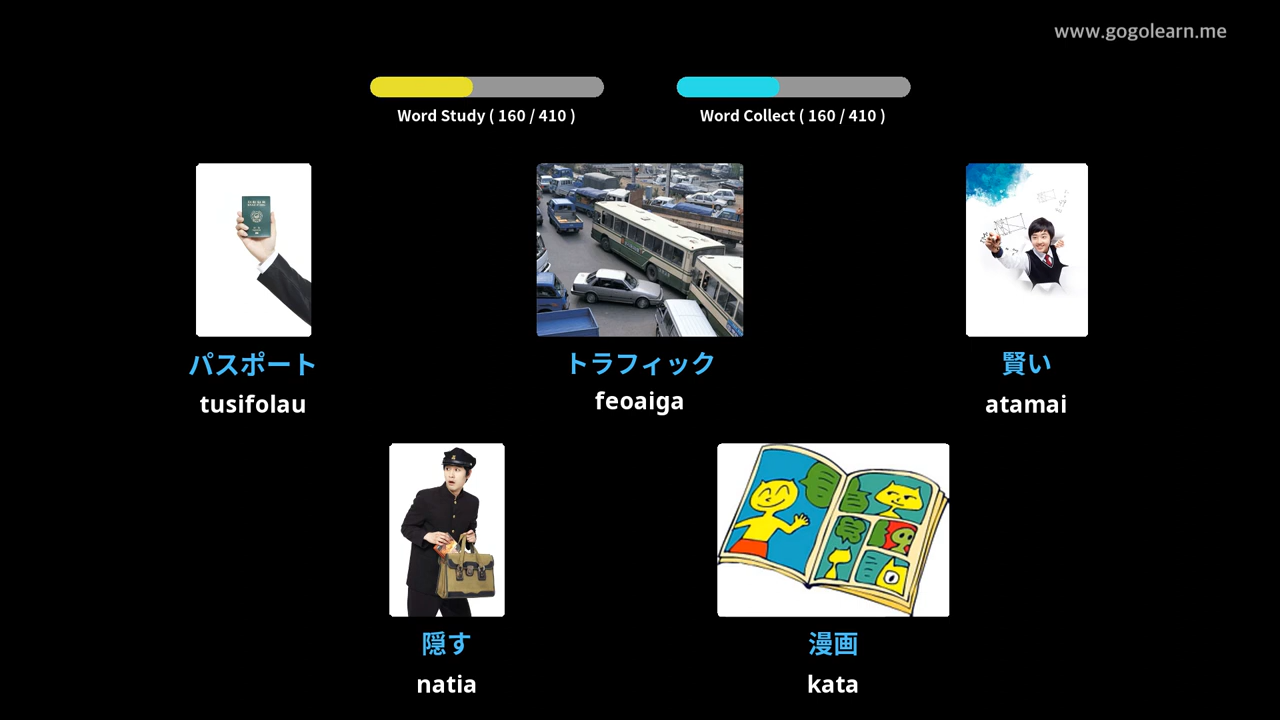 www.gogolearn.me
Word Study ( 160 / 410 )
Word Collect ( 160 / 410 )
パスポート
tusifolau
トラフィック
feoaiga
賢い
atamai
隠す
natia
漫画
kata